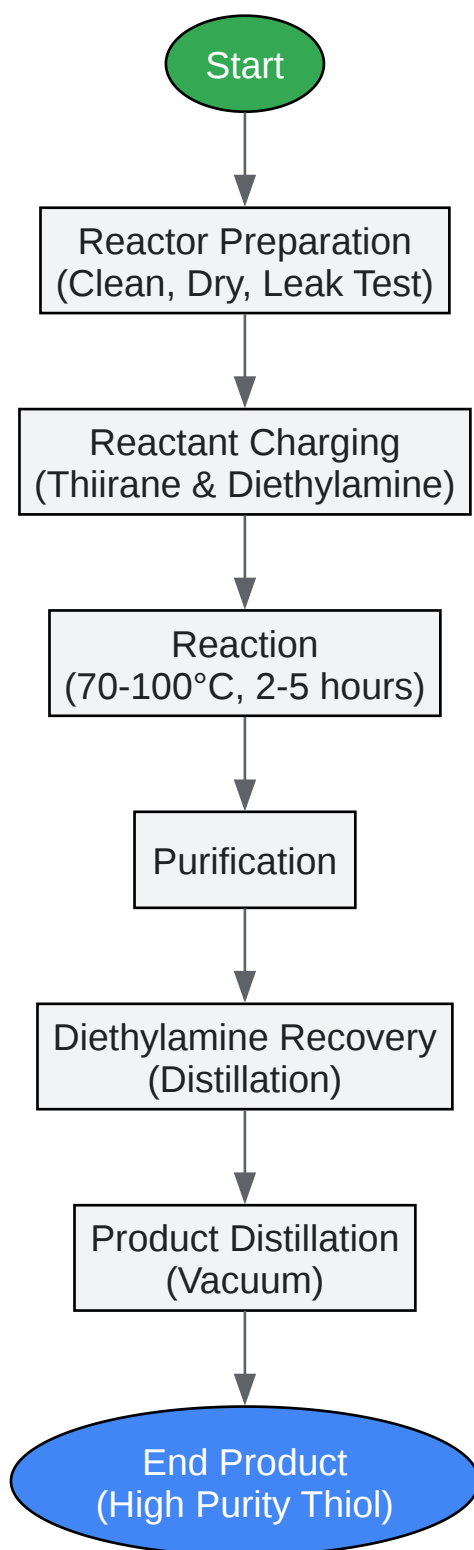 Start
Reactor Preparation
(Clean, Dry, Leak Test)
Reactant Charging
(Thiirane & Diethylamine)
Reaction
(70-100°C, 2-5 hours)
Purification
Diethylamine Recovery
(Distillation)
Product Distillation
(Vacuum)
End Product
(High Purity Thiol)